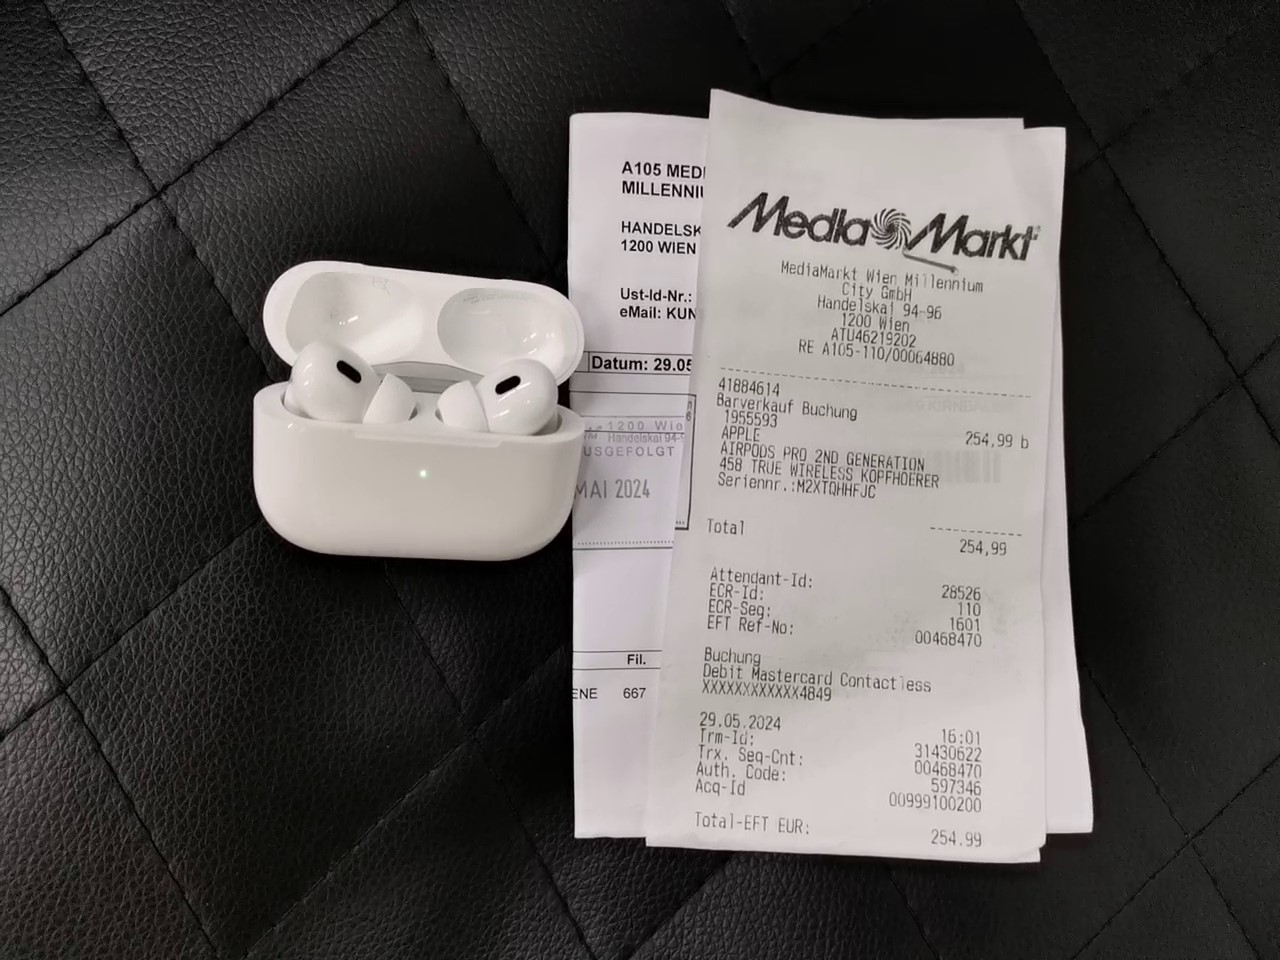 A105 MED
MILLENNI
HANDELSK
1200 WIEN
Ust-Id-Nr.:
eMail: KUN
Datum: 29.05
1200 Wie
Handelskai 94-9
USGEFOLGT
MAI 2024
Fil.
ENE 667
MediaMarkt
MediaMarkt Wien Millennium
City GmbH
Handelskai 94-96
1200 Wien
ATU46219202
RE A105-110/00064880
41884614
Barverkauf Buchung
1955593 254,99 b
APPLE
AIRPODS PRO 2ND GENERATION
458 TRUE WIRELESS KOPFHOERER
Seriennr.:M2XTQHHFJC
Total 254,99
Attendant-Id: 28526
ECR-Id: 110
ECR-Seq: 1601
EFT Ref-No: 00468470
Buchung
Debit Mastercard Contactless
XXXXXXXXXXXX4849
29.05.2024 16:01
Trm-Id: 31430622
Trx. Seq-Cnt: 00468470
Auth. Code: 597346
Acq-Id 00999100200
Total-EFT EUR: 254.99